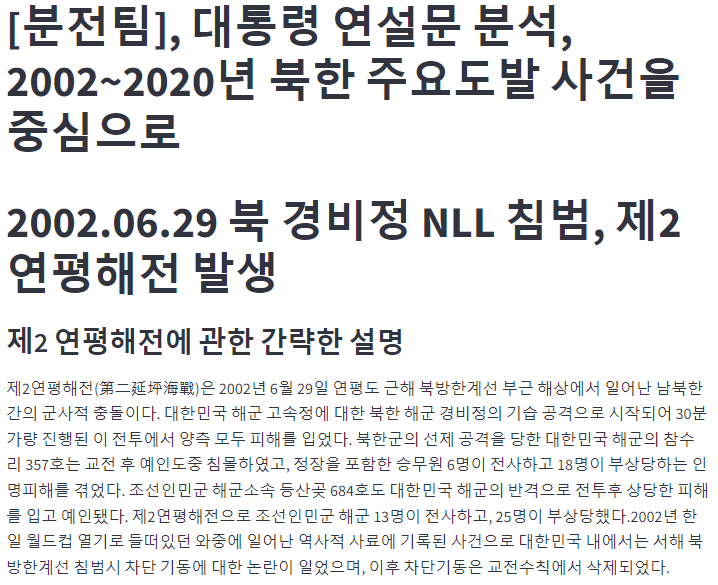 [분전팀], 대통령 연설문 분석,
2002~2020년 북한 주요도발 사건을
중심으로
2002.06.29 북 경비정 NLL 침범, 제2
연평해전 발생
제2 연평해전에 관한 간략한 설명
제2연평해전(第二延坪海戰)은 2002년 6월 29일 연평도 근해 북방한계선 부근 해상에서 일어난 남북한
간의 군사적 충돌이다. 대한민국 해군 고속정에 대한 북한 해군 경비정의 기습 공격으로 시작되어 30분
가량 진행된 이 전투에서 양측 모두 피해를 입었다. 북한군의 선제 공격을 당한 대한민국 해군의 참수
리 357호는 교전 후 예인도중 침몰하였고, 정장을 포함한 승무원 6명이 전사하고 18명이 부상당하는 인
명피해를 겪었다. 조선인민군 해군소속 등산곶 684호도 대한민국 해군의 반격으로 전투후 상당한 피해
를 입고 예인됐다. 제2연평해전으로 조선인민군 해군 13명이 전사하고, 25명이 부상당했다.2002년 한
일 월드컵 열기로 들떠있던 와중에 일어난 역사적 사료에 기록된 사건으로 대한민국 내에서는 서해 북
방한계선 침범시 차단 기동에 대한 논란이 일었으며, 이후 차단기동은 교전수칙에서 삭제되었다.